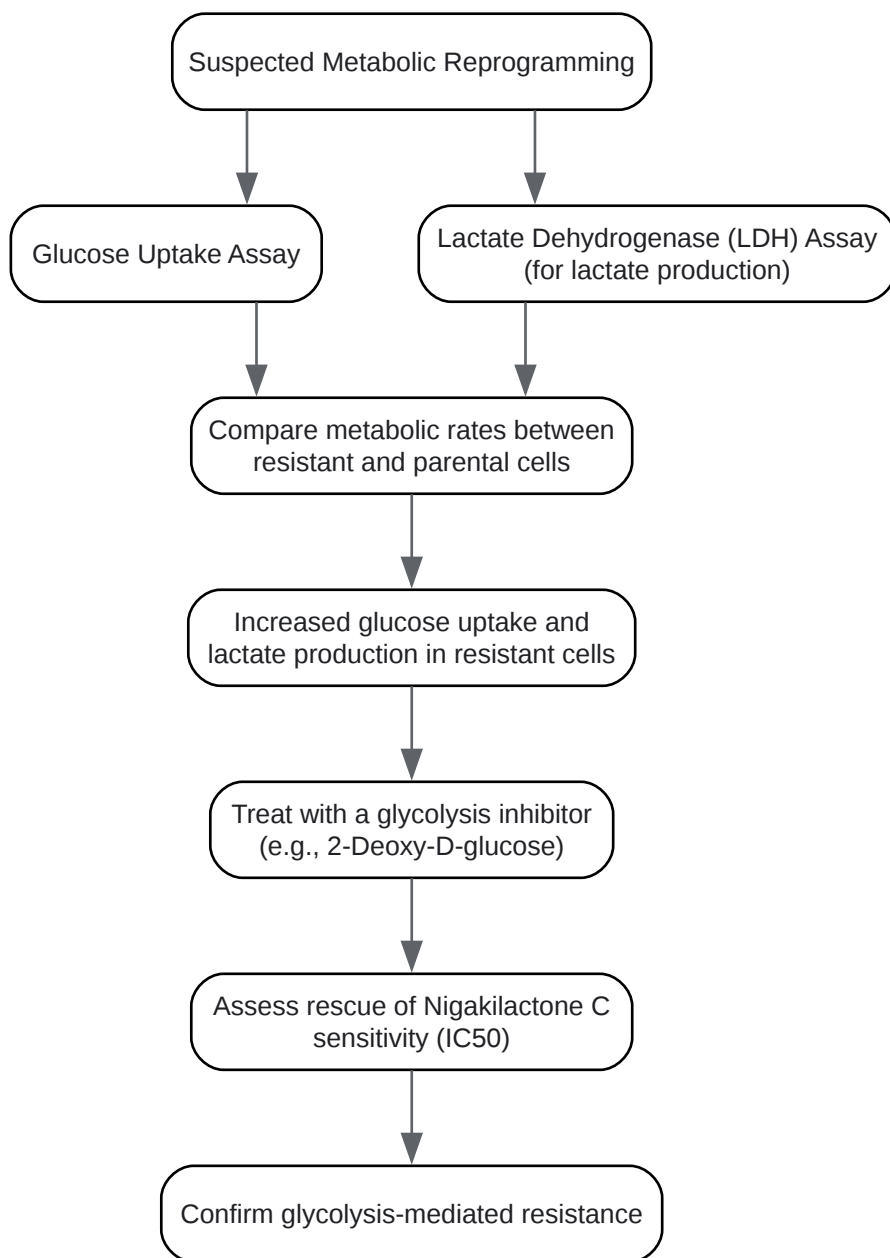 Suspected Metabolic Reprogramming
Glucose Uptake Assay
Lactate Dehydrogenase (LDH) Assay
(for lactate production)
Compare metabolic rates between
resistant and parental cells
Increased glucose uptake and
lactate production in resistant cells
Treat with a glycolysis inhibitor
(e.g., 2-Deoxy-D-glucose)
Assess rescue of Nigakilactone C
sensitivity (IC50)
Confirm glycolysis-mediated resistance